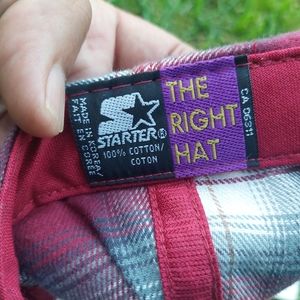 MADE IN KOREA/
FAIT EN COREE
STARTER®
100% COTTON/
COTON
THE
RIGHT
HAT
CA 06311